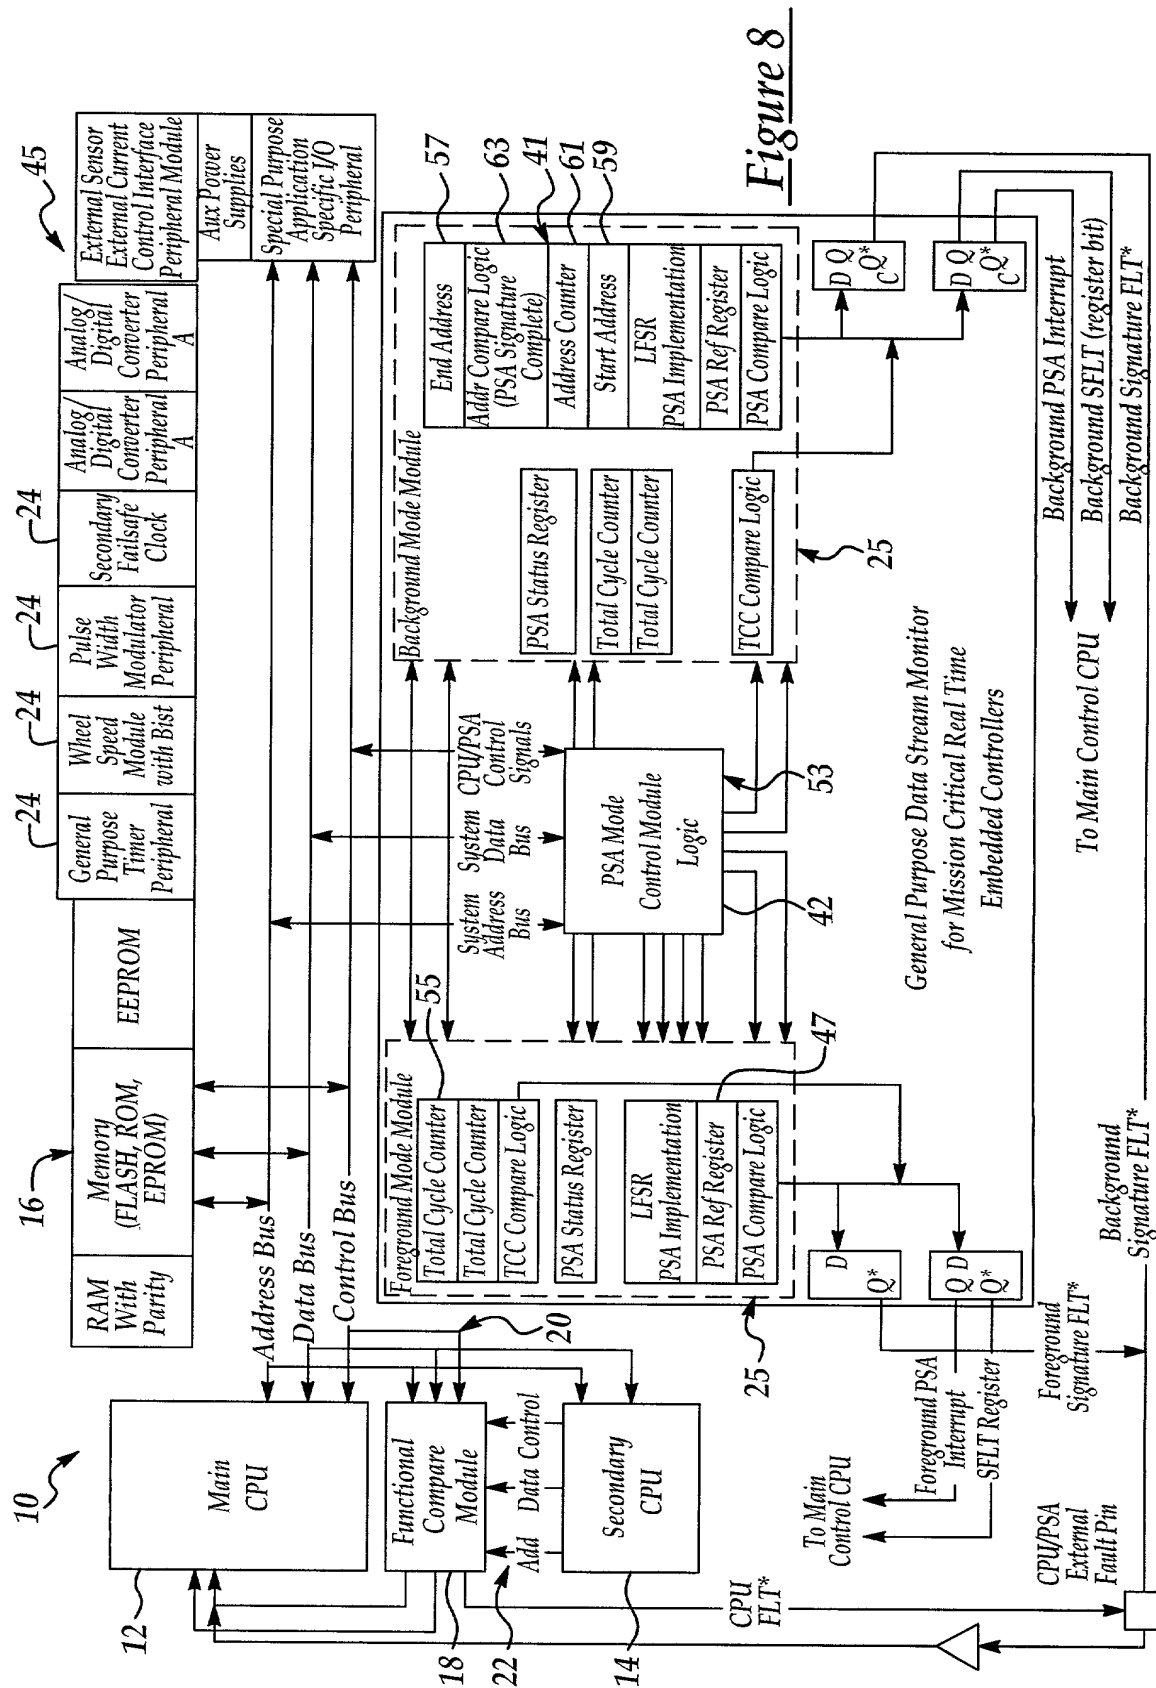 Figure 8
10
12
Main
CPU
18
Functional
Compare
Module
22
Add
Data
Control
14
Secondary
CPU
20
CPU
FLT*
16
RAM
With
Parity
Memory
(FLASH, ROM,
EPROM)
EEPROM
24
General
Purpose
Timer
Peripheral
24
Wheel
Speed
Module
with Bist
24
Pulse
Width
Modulator
Peripheral
24
Secondary
Failsafe
Clock
Analog/
Digital
Converter
Peripheral
A
Analog/
Digital
Converter
Peripheral
A
45
External Sensor
External Current
Control Interface
Peripheral Module
Aux Power
Supplies
Special Purpose
Application
Specific I/O
Peripheral
Address Bus
Data Bus
Control Bus
System
Address
Bus
System
Data
Bus
CPU/PSA
Control
Signals
Foreground Mode Module
55
Total Cycle Counter
Total Cycle Counter
TCC Compare Logic
PSA Status Register
LFSR
PSA Implementation
PSA Ref Register
PSA Compare Logic
47
25
PSA Mode
Control Module
Logic
42
53
Background Mode Module
PSA Status Register
Total Cycle Counter
Total Cycle Counter
TCC Compare Logic
25
End Address
Addr Compare Logic
(PSA Signature
Complete)
Address Counter
Start Address
LFSR
PSA Implementation
PSA Ref Register
PSA Compare Logic
57
63
41
61
59
D
Q*
Q D
Q*
D Q
C Q*
D Q
C Q*
General Purpose Data Stream Monitor
for Mission Critical Real Time
Embedded Controllers
Foreground PSA
Interrupt
SFLT Register
To Main
Control CPU
Foreground
Signature FLT*
Background PSA Interrupt
Background SFLT (register bit)
Background Signature FLT*
To Main Control CPU
Background
Signature FLT*
CPU/PSA
External
Fault Pin